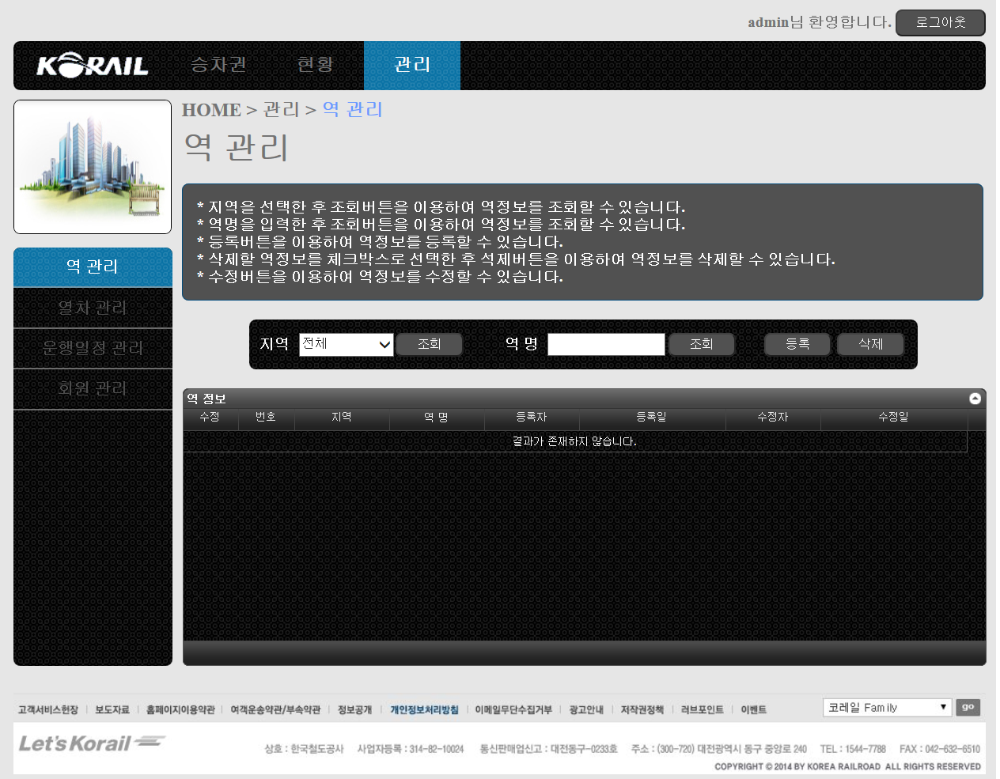 admin님 환영합니다. 로그아웃
KORAIL 승차권 현황 관리
HOME > 관리 > 역 관리
역 관리
* 지역을 선택한 후 조회버튼을 이용하여 역정보를 조회할 수 있습니다.
* 역명을 입력한 후 조회버튼을 이용하여 역정보를 조회할 수 있습니다.
* 등록버튼을 이용하여 역정보를 등록할 수 있습니다.
* 삭제할 역정보를 체크박스로 선택한 후 석제버튼을 이용하여 역정보를 삭제할 수 있습니다.
* 수정버튼을 이용하여 역정보를 수정할 수 있습니다.
역 관리
열차 관리
운행일정 관리
회원 관리
지역 전체 조회 역 명 조회 등록 삭제
역 정보
수정 번호 지역 역 명 등록자 등록일 수정자 수정일
결과가 존재하지 않습니다.
고객서비스헌장 보도자료 홈페이지이용약관 여객운송약관/부속약관 정보공개 개인정보처리방침 이메일무단수집거부 광고안내 저작권정책 러브포인트 이벤트 코레일 Family go
Let's Korail
상호 : 한국철도공사 사업자등록 : 314-82-10024 통신판매업신고 : 대전동구-0233호 주소 : (300-720) 대전광역시 동구 중앙로 240 TEL : 1544-7788 FAX : 042-632-6510
COPYRIGHT © 2014 BY KOREA RAILROAD ALL RIGHTS RESERVED